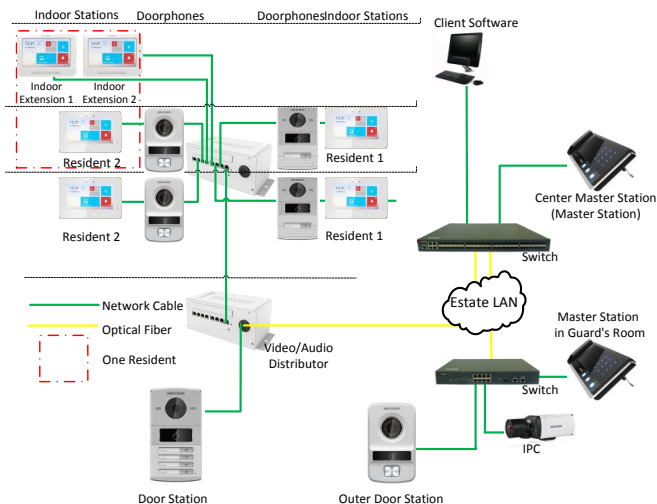 Indoor Stations
Doorphones
Doorphones
Indoor Stations
Client Software
Indoor
Extension 1
Indoor
Extension 2
Resident 2
Resident 1
Center Master Station
(Master Station)
Resident 2
Resident 1
Switch
Estate LAN
Network Cable
Optical Fiber
One Resident
Video/Audio
Distributor
Master Station
in Guard's Room
Switch
IPC
Door Station
Outer Door Station